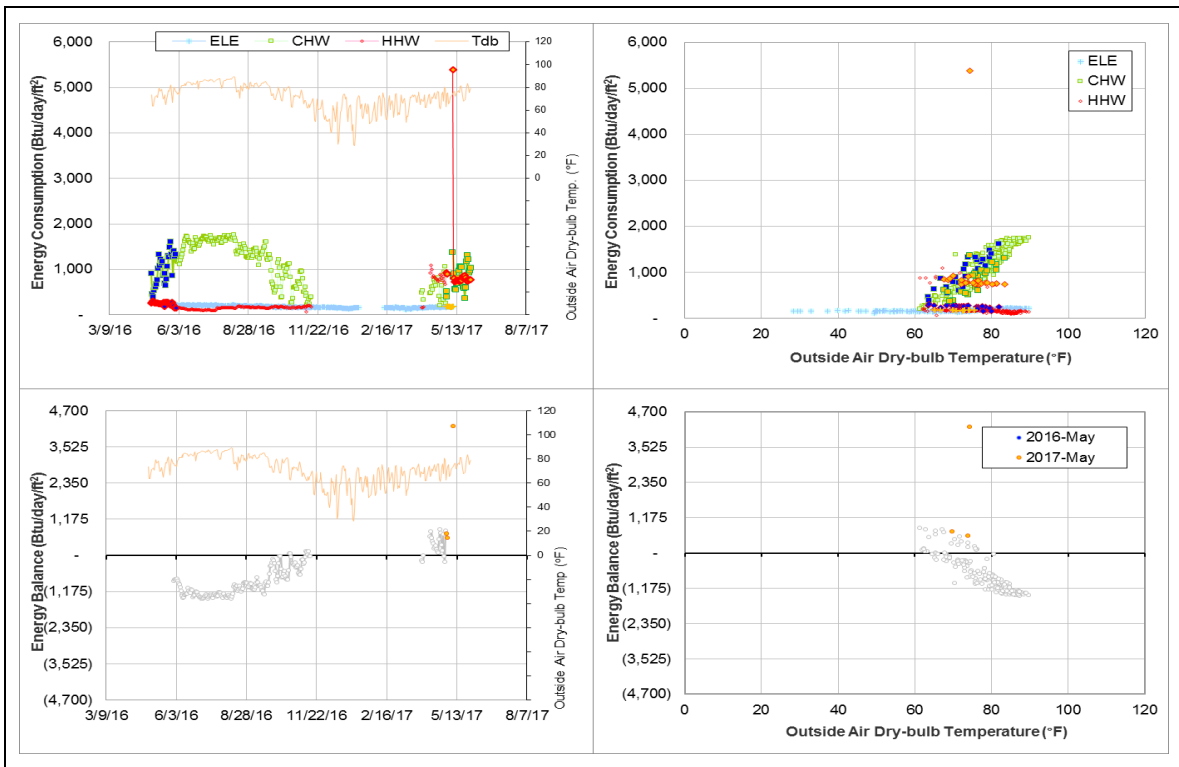 ELE CHW HHW Tdb
6,000
5,000
4,000
3,000
2,000
1,000
-
Energy Consumption (Btu/day/ft²)
120
100
80
60
40
20
0
Outside Air Dry-bulb Temp. (°F)
3/9/16 6/3/16 8/28/16 11/22/16 2/16/17 5/13/17 8/7/17
ELE
CHW
HHW
6,000
5,000
4,000
3,000
2,000
1,000
-
Energy Consumption (Btu/day/ft²)
0 20 40 60 80 100 120
Outside Air Dry-bulb Temperature (°F)
4,700
3,525
2,350
1,175
-
(1,175)
(2,350)
(3,525)
(4,700)
Energy Balance (Btu/day/ft²)
120
100
80
60
40
20
0
Outside Air Dry-bulb Temp (°F)
3/9/16 6/3/16 8/28/16 11/22/16 2/16/17 5/13/17 8/7/17
2016-May
2017-May
4,700
3,525
2,350
1,175
-
(1,175)
(2,350)
(3,525)
(4,700)
Energy Balance (Btu/day/ft²)
0 20 40 60 80 100 120
Outside Air Dry-bulb Temperature (°F)